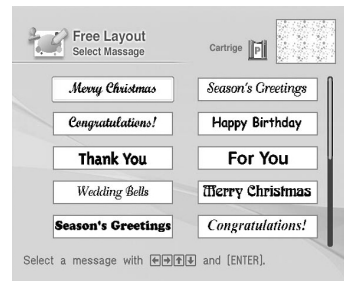 Free Layout
Select Massage
Cartrige P
Merry Christmas Season's Greetings
Congratulations! Happy Birthday
Thank You For You
Wedding Bells Merry Christmas
Season's Greetings Congratulations!
Select a message with ←→↑↓ and [ENTER].